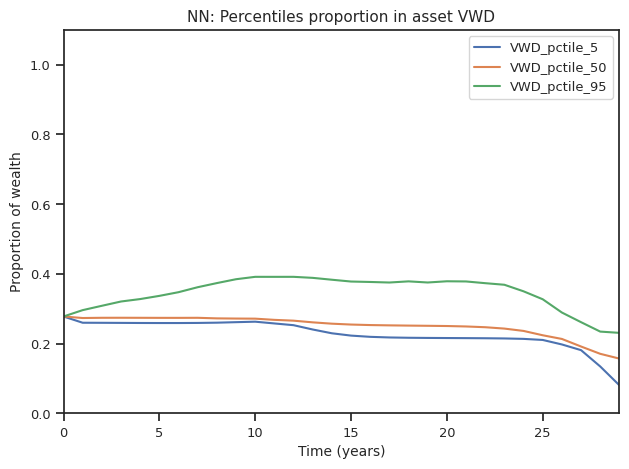 NN: Percentiles proportion in asset VWD
VWD_pctile_5
VWD_pctile_50
VWD_pctile_95
Proportion of wealth
1.0
0.8
0.6
0.4
0.2
0.0
0 5 10 15 20 25
Time (years)